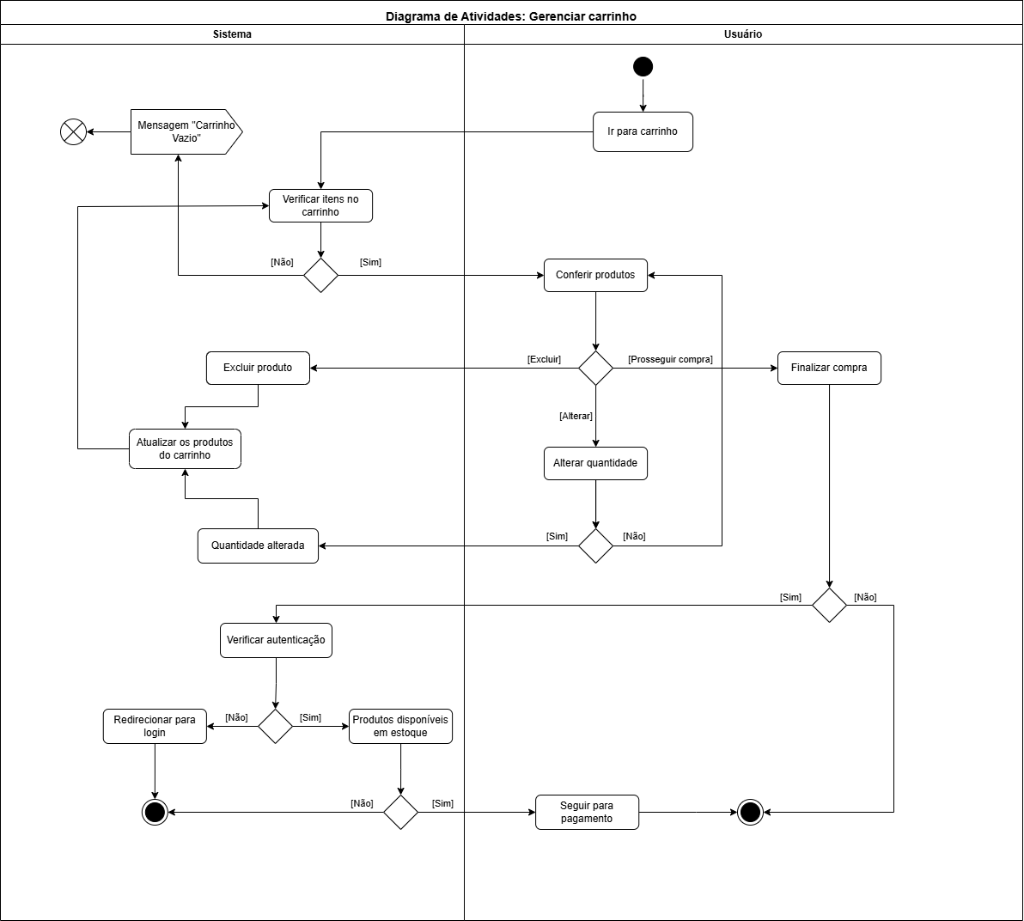 Diagrama de Atividades: Gerenciar carrinho
Sistema
Usuário
Mensagem "Carrinho
Vazio"
Ir para carrinho
Verificar itens no
carrinho
[Não]
[Sim]
Conferir produtos
Excluir produto
[Excluir]
[Prosseguir compra]
Finalizar compra
[Alterar]
Atualizar os produtos
do carrinho
Alterar quantidade
Quantidade alterada
[Sim]
[Não]
[Sim]
[Não]
Verificar autenticação
Redirecionar para
login
[Não]
[Sim]
Produtos disponíveis
em estoque
[Não]
[Sim]
Seguir para
pagamento